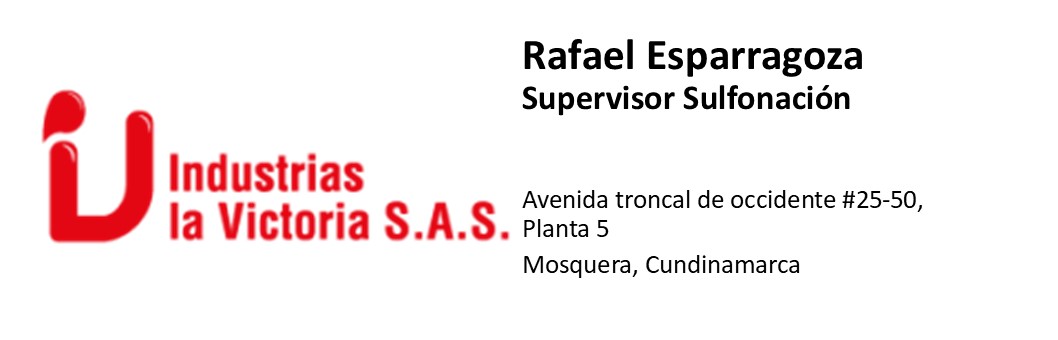 Rafael Esparragoza
Supervisor Sulfonación
Industrias
la Victoria S.A.S.
Avenida troncal de occidente #25-50,
Planta 5
Mosquera, Cundinamarca